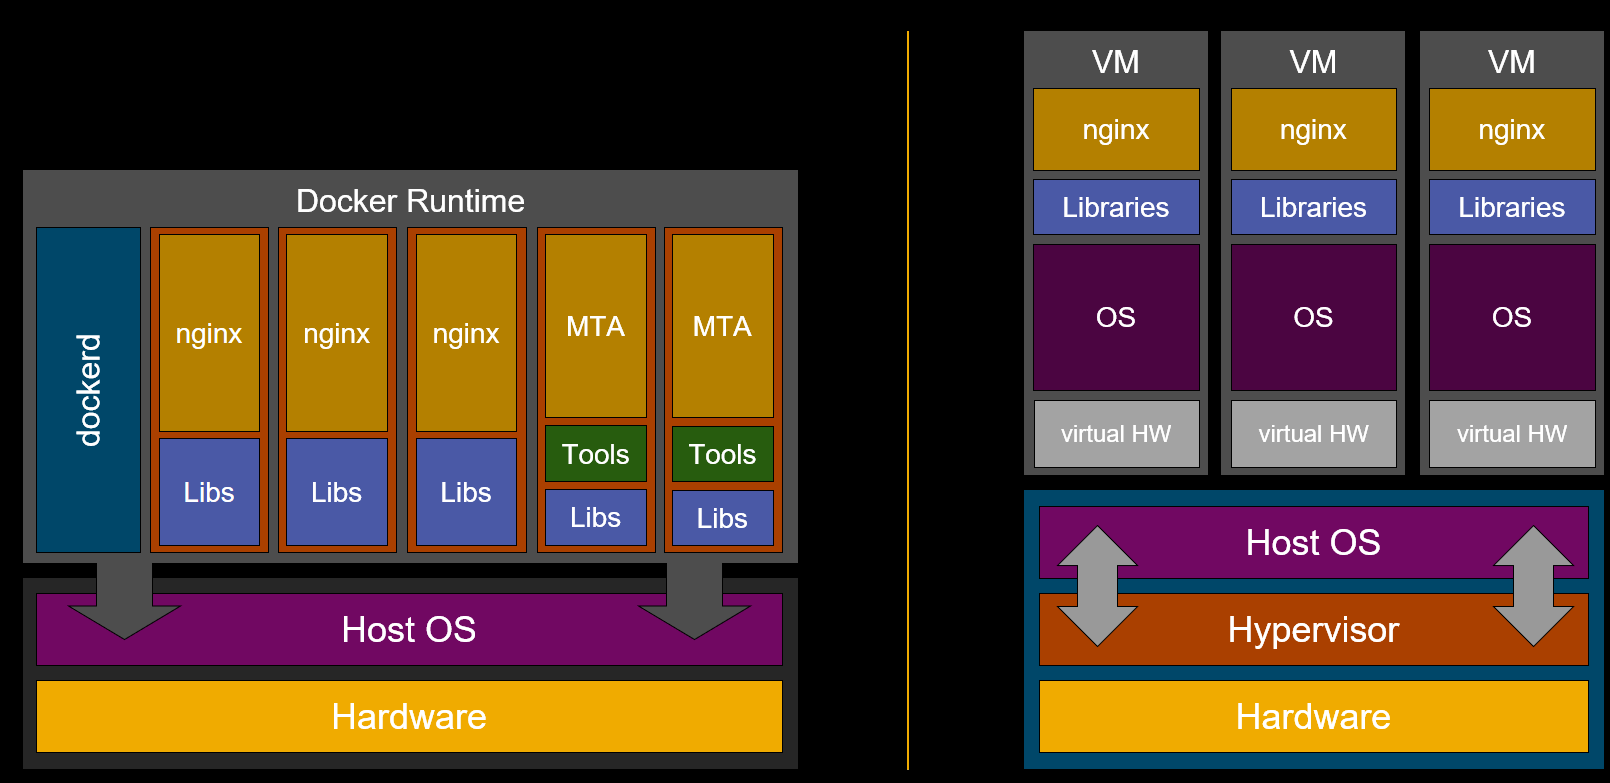 Docker Runtime
dockerd
nginx
nginx
nginx
MTA
MTA
Libs
Libs
Libs
Tools
Tools
Libs
Libs
Host OS
Hardware
VM
VM
VM
nginx
nginx
nginx
Libraries
Libraries
Libraries
OS
OS
OS
virtual HW
virtual HW
virtual HW
Host OS
Hypervisor
Hardware